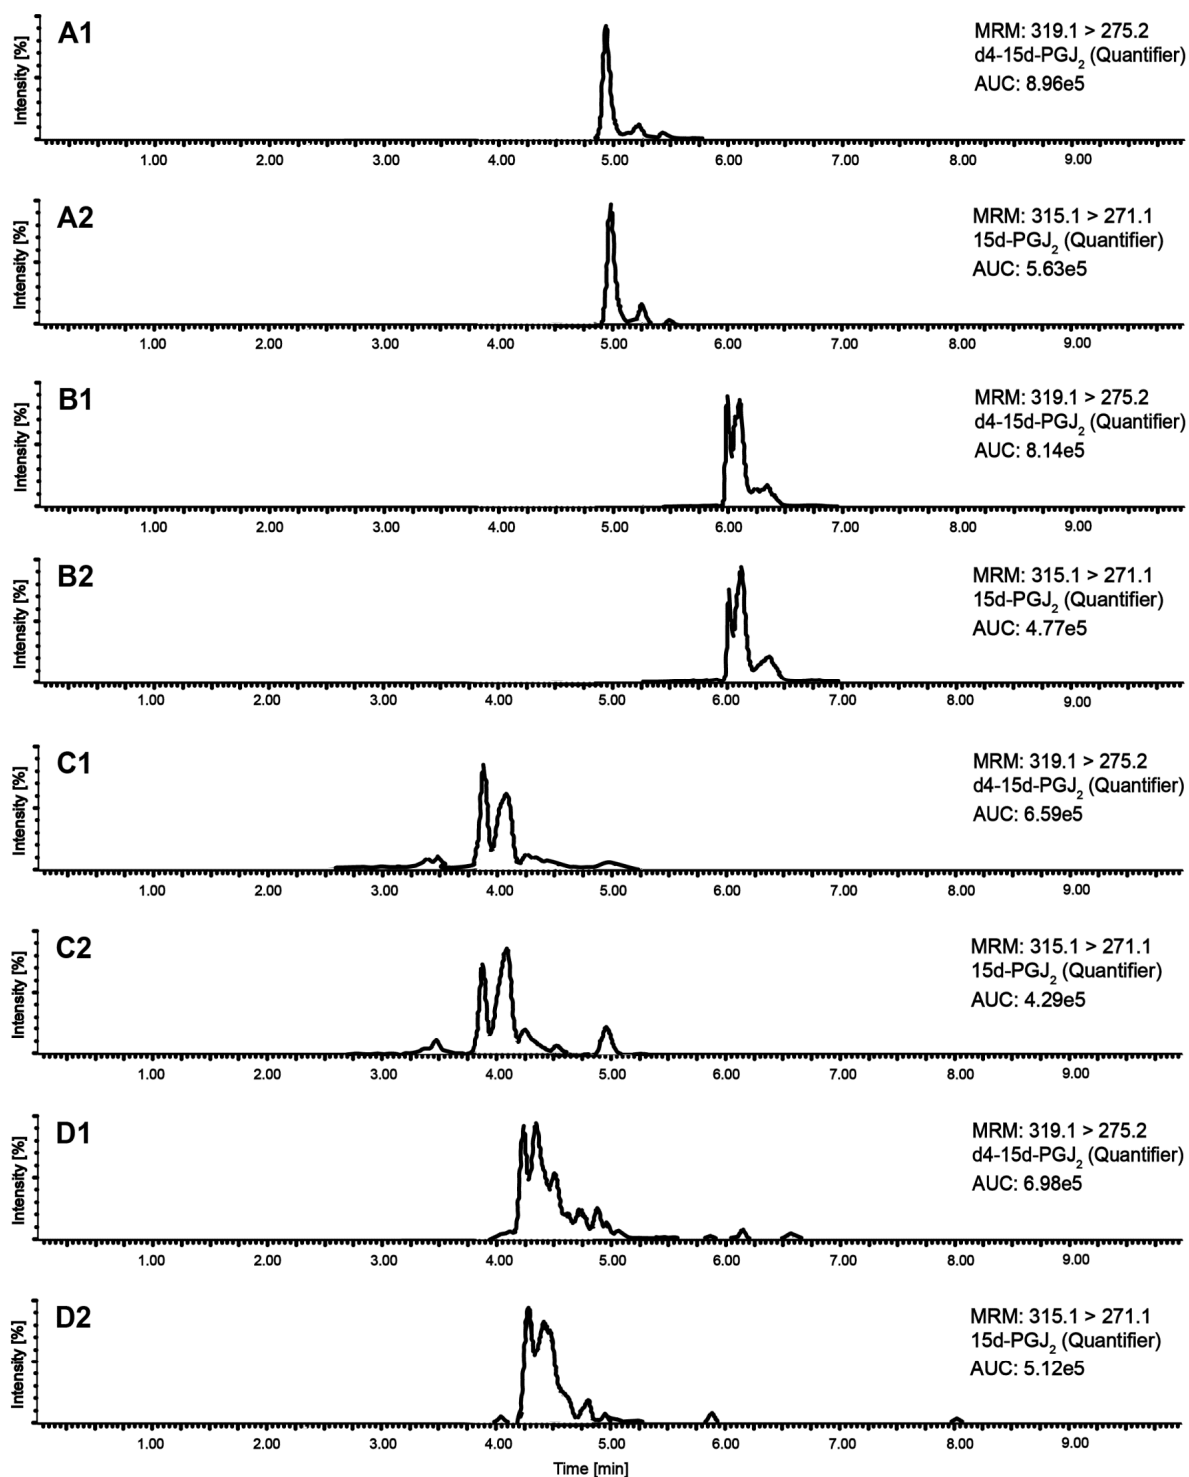 Intensity [%]
A1
MRM: 319.1 > 275.2
d4-15d-PGJ2 (Quantifier)
AUC: 8.96e5
1.00 2.00 3.00 4.00 5.00 6.00 7.00 8.00 9.00
Intensity [%]
A2
MRM: 315.1 > 271.1
15d-PGJ2 (Quantifier)
AUC: 5.63e5
1.00 2.00 3.00 4.00 5.00 6.00 7.00 8.00 9.00
Intensity [%]
B1
MRM: 319.1 > 275.2
d4-15d-PGJ2 (Quantifier)
AUC: 8.14e5
1.00 2.00 3.00 4.00 5.00 6.00 7.00 8.00 9.00
Intensity [%]
B2
MRM: 315.1 > 271.1
15d-PGJ2 (Quantifier)
AUC: 4.77e5
1.00 2.00 3.00 4.00 5.00 6.00 7.00 8.00 9.00
Intensity [%]
C1
MRM: 319.1 > 275.2
d4-15d-PGJ2 (Quantifier)
AUC: 6.59e5
1.00 2.00 3.00 4.00 5.00 6.00 7.00 8.00 9.00
Intensity [%]
C2
MRM: 315.1 > 271.1
15d-PGJ2 (Quantifier)
AUC: 4.29e5
1.00 2.00 3.00 4.00 5.00 6.00 7.00 8.00 9.00
Intensity [%]
D1
MRM: 319.1 > 275.2
d4-15d-PGJ2 (Quantifier)
AUC: 6.98e5
1.00 2.00 3.00 4.00 5.00 6.00 7.00 8.00 9.00
Intensity [%]
D2
MRM: 315.1 > 271.1
15d-PGJ2 (Quantifier)
AUC: 5.12e5
1.00 2.00 3.00 4.00 5.00 6.00 7.00 8.00 9.00
Time [min]